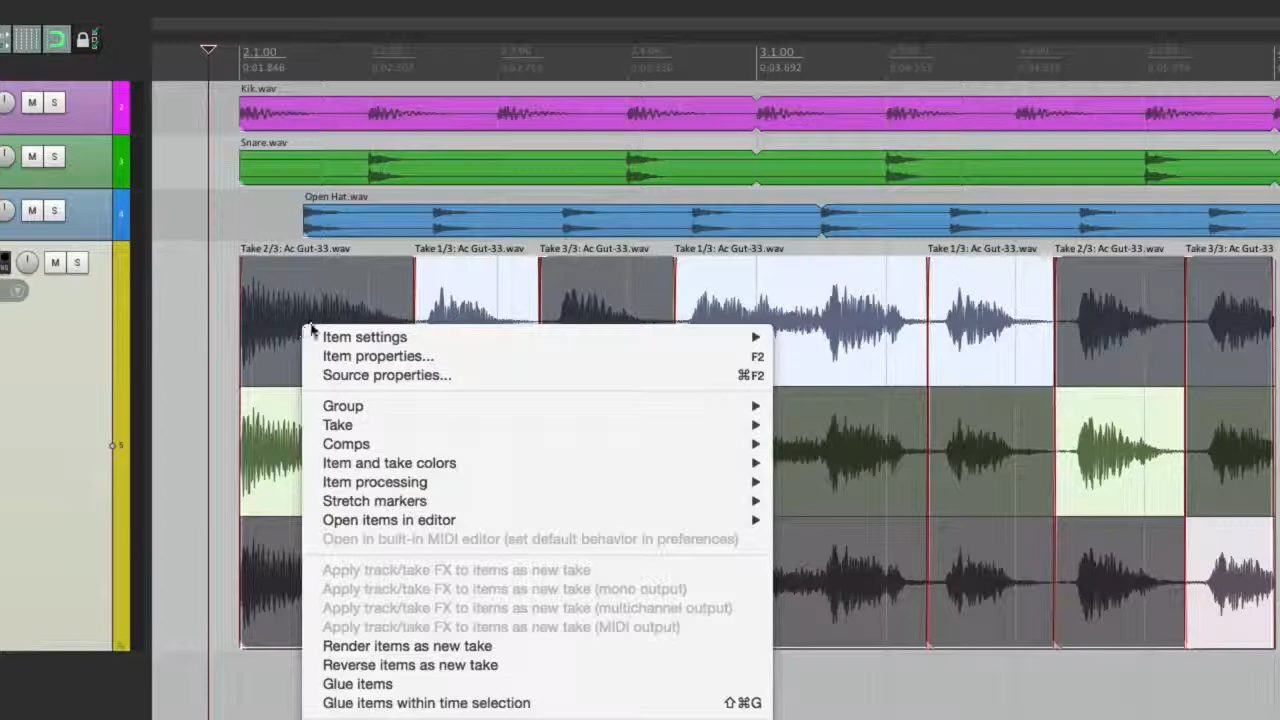 2.1.00
3.1.00
0:01.846
0:03.692
Kik.wav
M S
2
Snare.wav
M S
3
Open Hat.wav
M S
4
Take 2/3: Ac Gut-33.wav
Take 1/3: Ac Gut-33.wav
Take 3/3: Ac Gut-33.wav
Take 1/3: Ac Gut-33.wav
Take 1/3: Ac Gut-33.wav
Take 2/3: Ac Gut-33.wav
Take 3/3: Ac Gut-33
M S
5
Item settings
Item properties... F2
Source properties... ⌘F2
Group
Take
Comps
Item and take colors
Item processing
Stretch markers
Open items in editor
Open in built-in MIDI editor (set default behavior in preferences)
Apply track/take FX to items as new take
Apply track/take FX to items as new take (mono output)
Apply track/take FX to items as new take (multichannel output)
Apply track/take FX to items as new take (MIDI output)
Render items as new take
Reverse items as new take
Glue items
Glue items within time selection ⇧⌘G